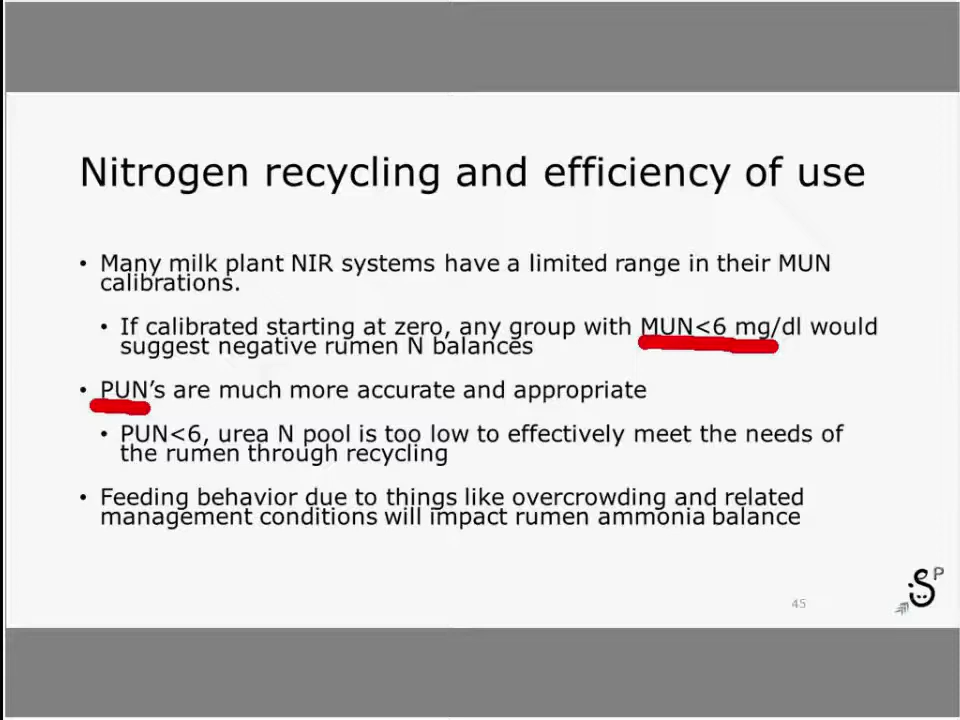 Nitrogen recycling and efficiency of use
• Many milk plant NIR systems have a limited range in their MUN
calibrations.
• If calibrated starting at zero, any group with MUN<6 mg/dl would
suggest negative rumen N balances
• PUN’s are much more accurate and appropriate
• PUN<6, urea N pool is too low to effectively meet the needs of
the rumen through recycling
• Feeding behavior due to things like overcrowding and related
management conditions will impact rumen ammonia balance
P
45